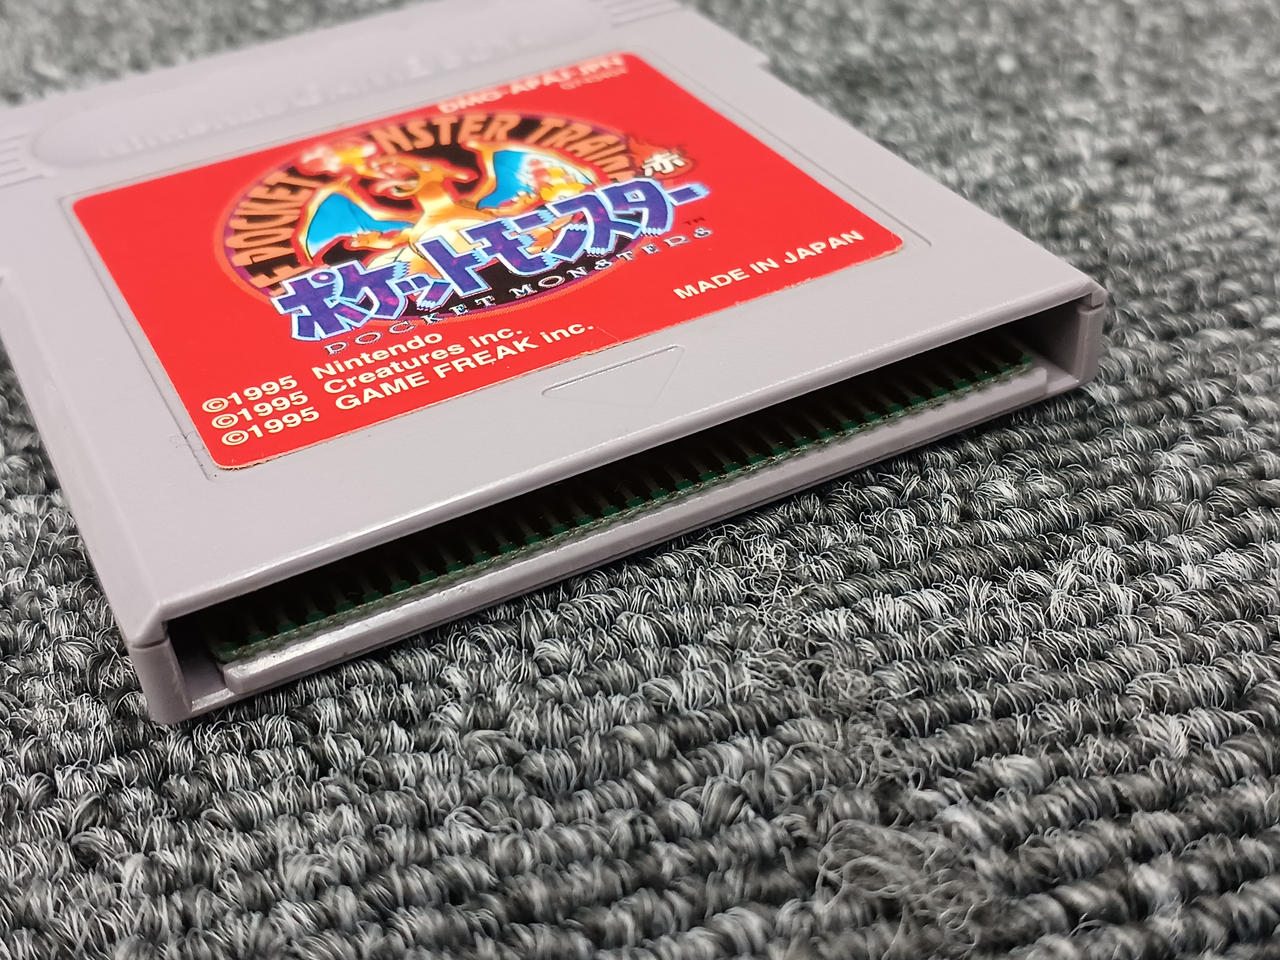 DMG-APAJ-JPN
POCKET MONSTER TRAINER
赤
ポケットモンスター
TM
POCKET MONSTERS
MADE IN JAPAN
©1995 Nintendo
©1995 Creatures inc.
©1995 GAME FREAK inc.